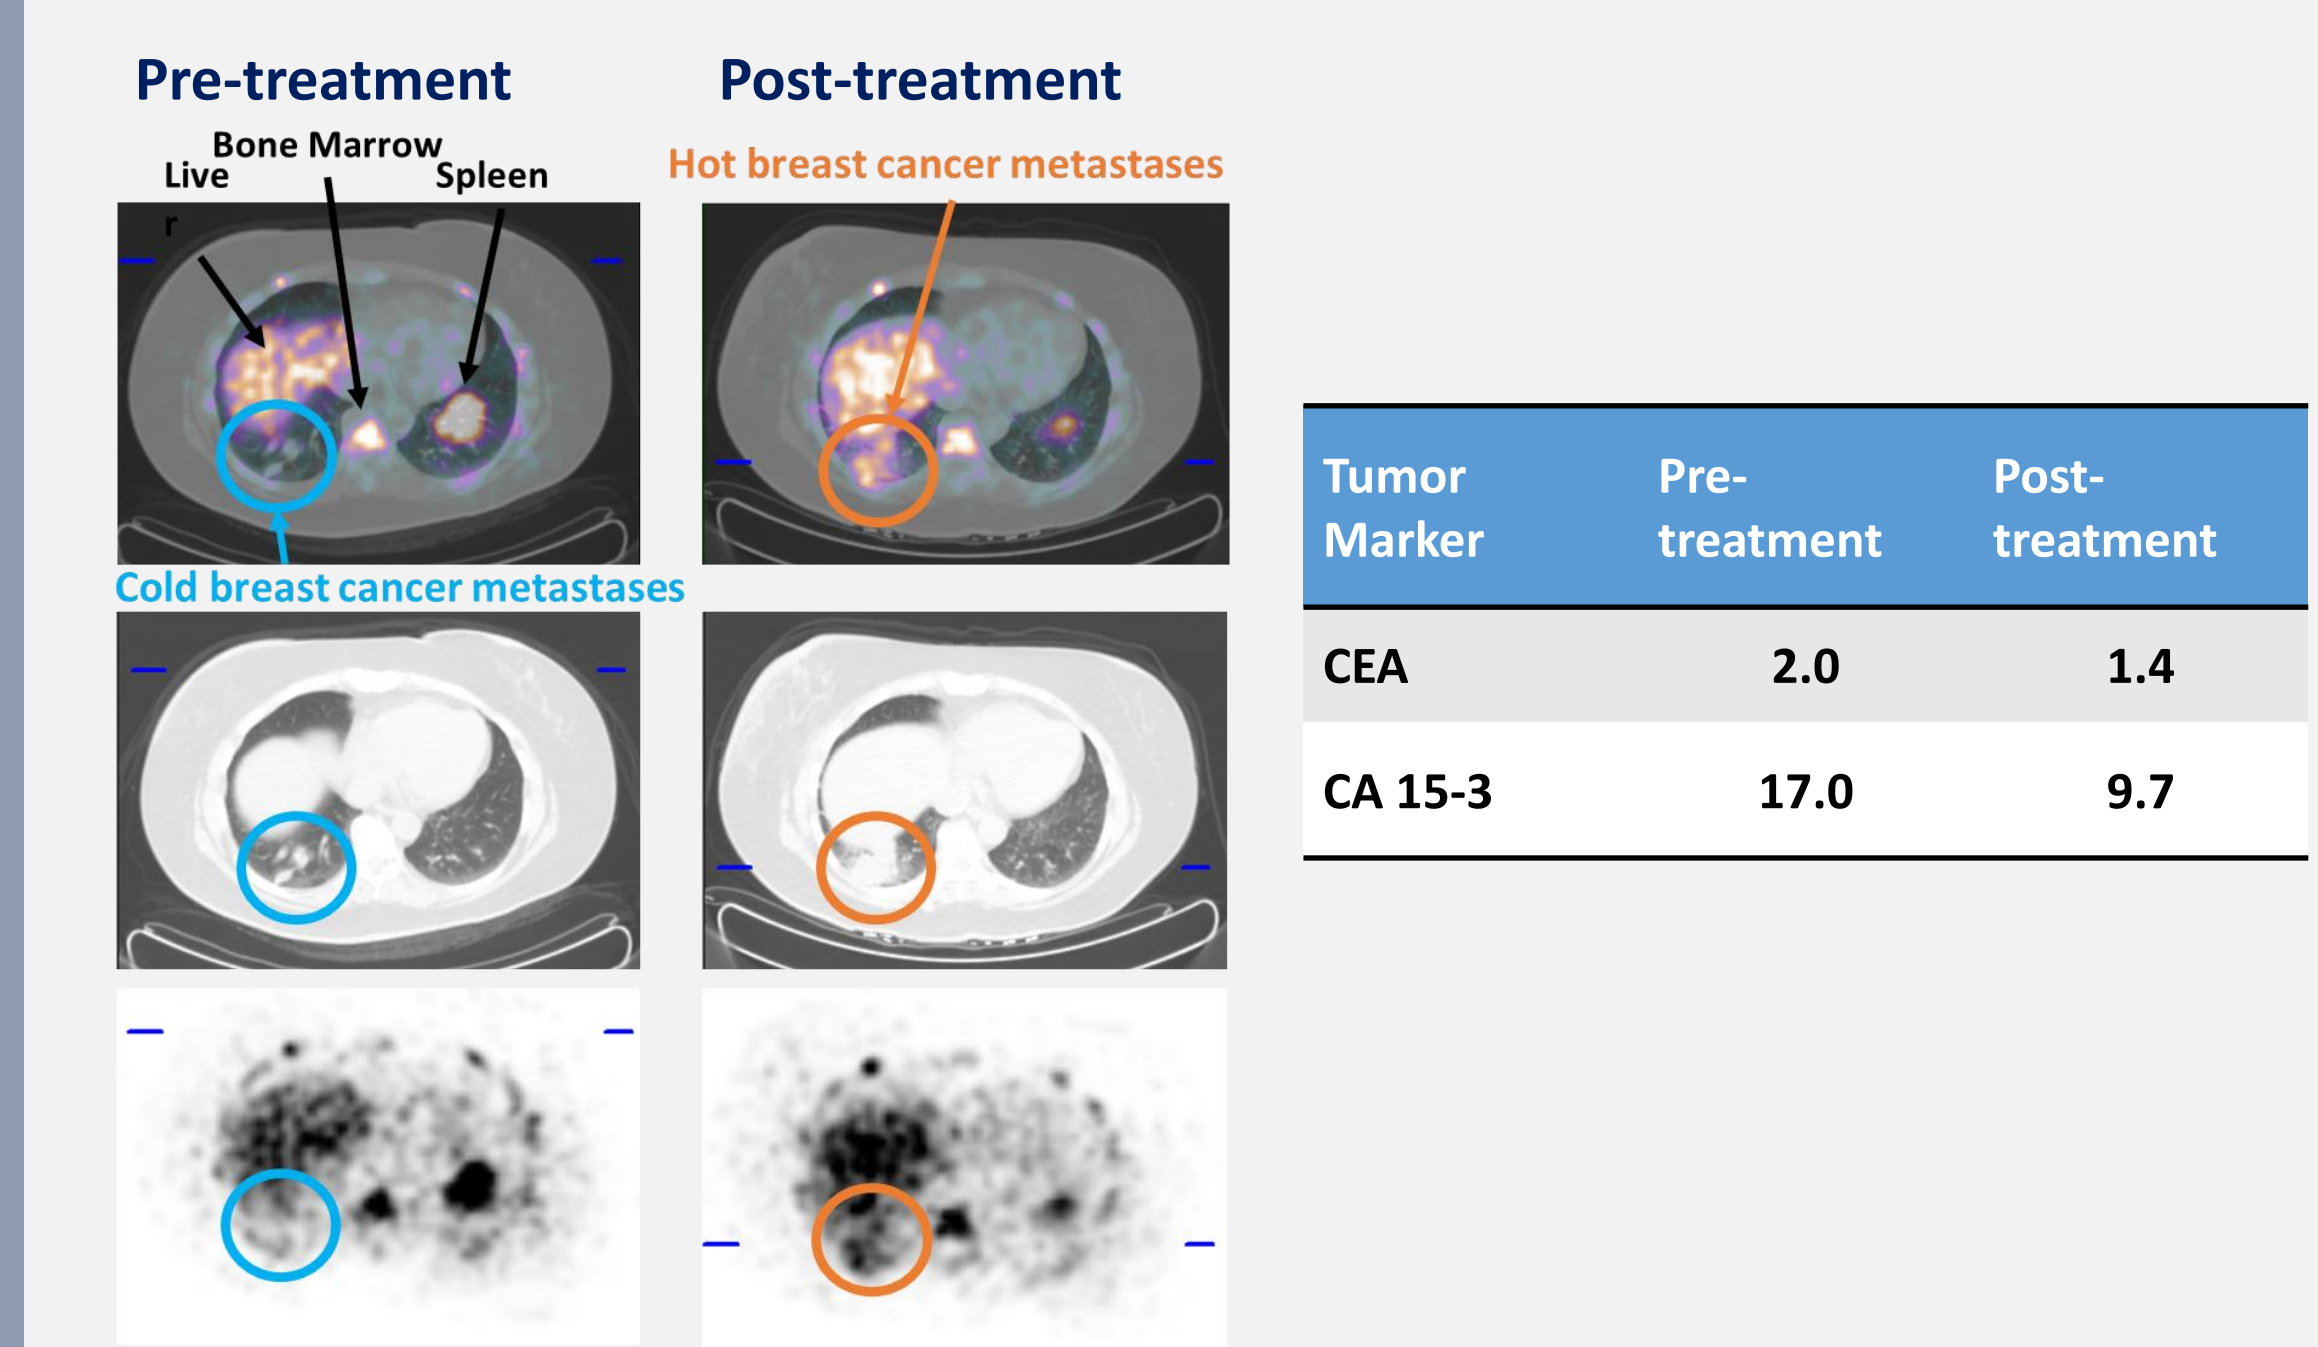 Pre-treatment
Post-treatment
Bone Marrow
Live
r
Spleen
Hot breast cancer metastases
Cold breast cancer metastases
Tumor
Marker
Pre-
treatment
Post-
treatment
CEA 2.0 1.4
CA 15-3 17.0 9.7